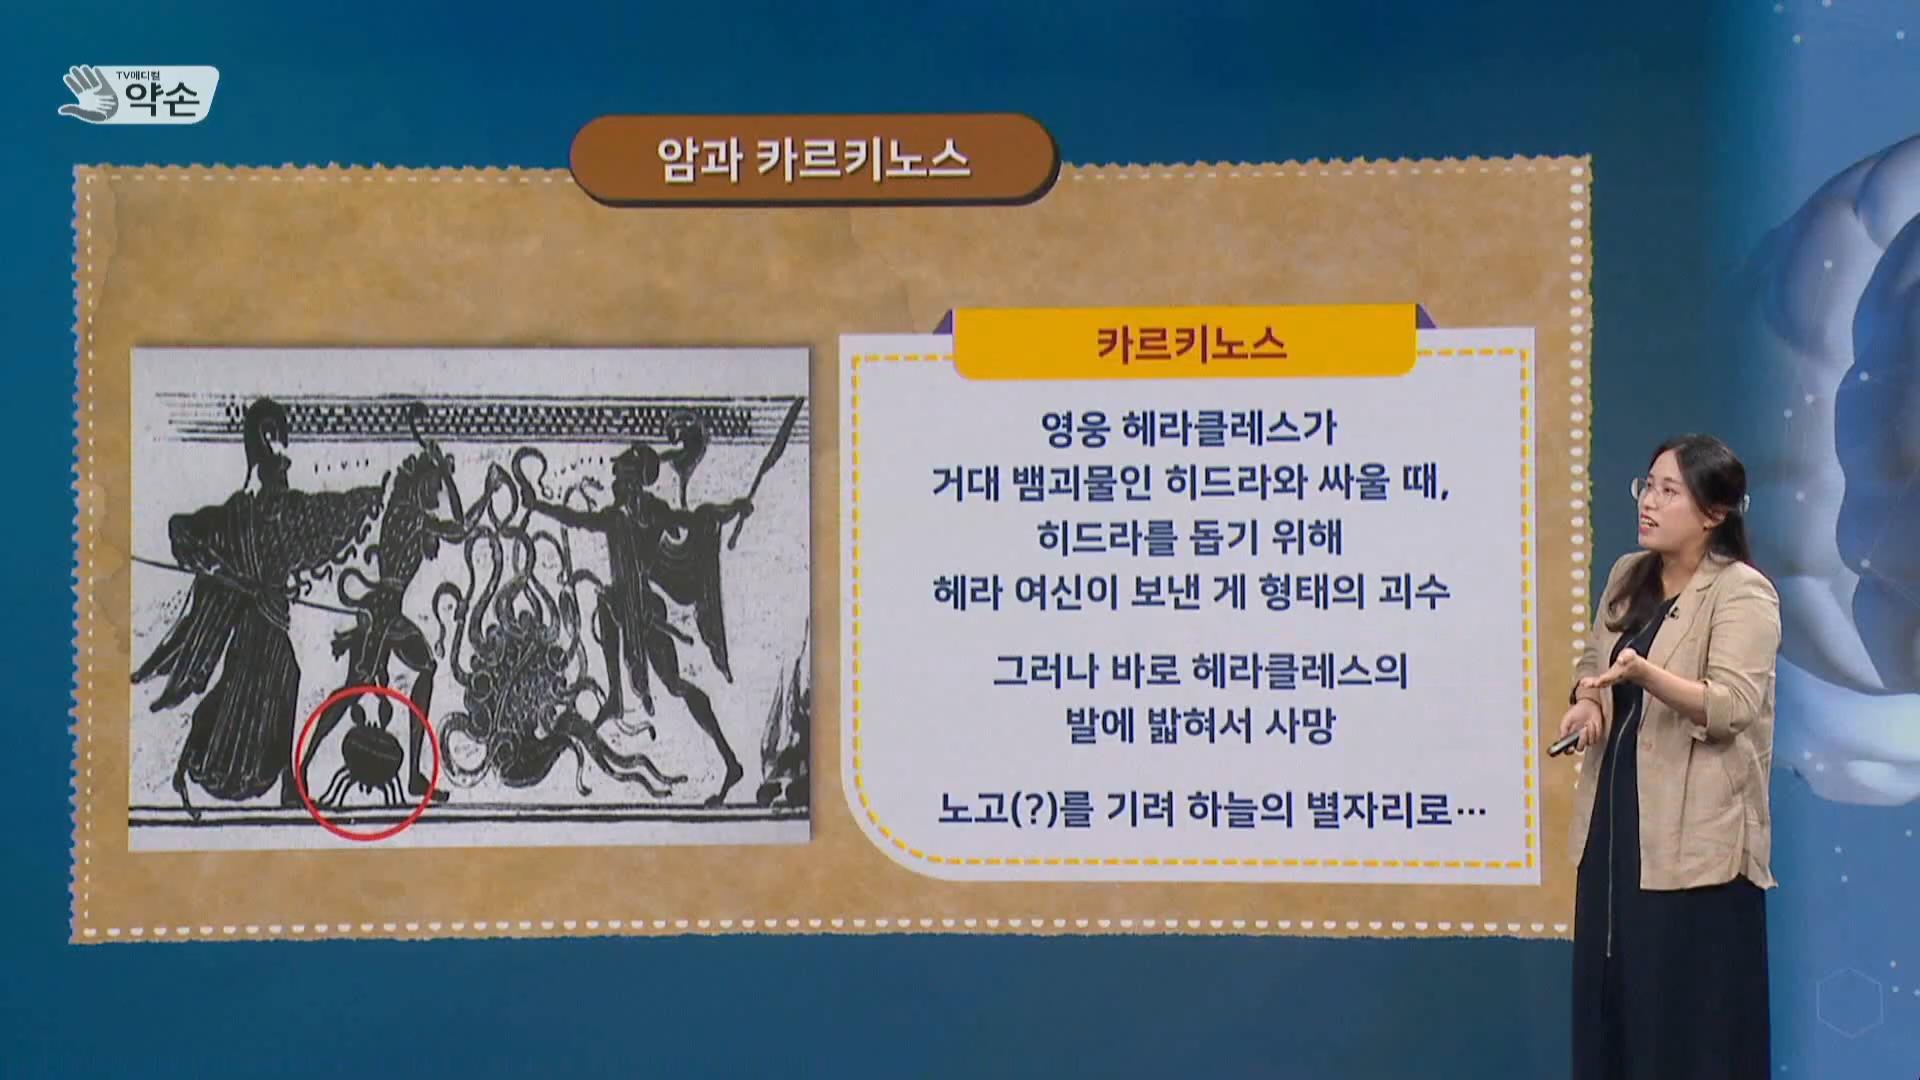 TV메디컬
약손
암과 카르키노스
카르키노스
영웅 헤라클레스가
거대 뱀괴물인 히드라와 싸울 때,
히드라를 돕기 위해
헤라 여신이 보낸 게 형태의 괴수
그러나 바로 헤라클레스의
발에 밟혀서 사망
노고(?)를 기려 하늘의 별자리로…